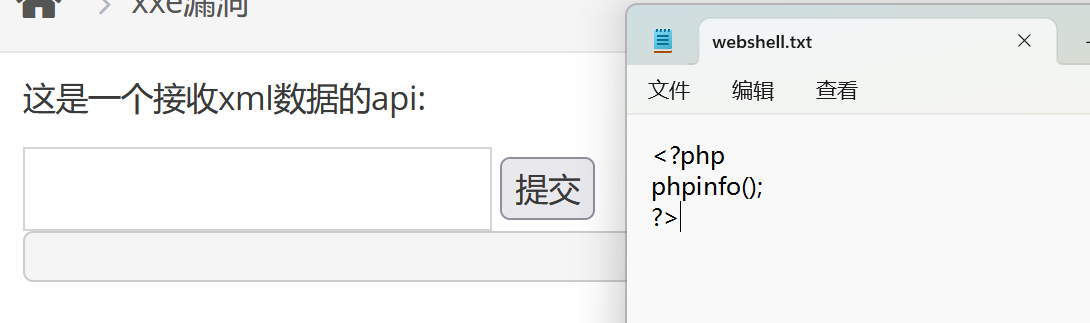 xxe漏洞
这是一个接收xml数据的api:
提交
webshell.txt
文件 编辑 查看
<?php
phpinfo();
?>